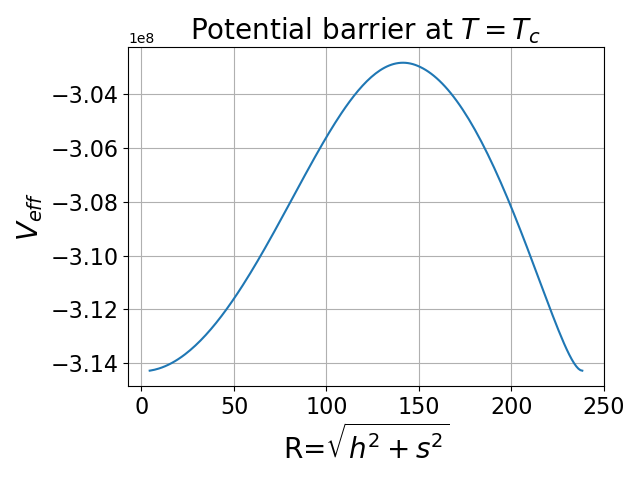 Potential barrier at $T = T_c$
1e8
−3.04
−3.06
−3.08
−3.10
−3.12
−3.14
$V_{eff}$
0 50 100 150 200 250
R=$\sqrt{h^2 + s^2}$